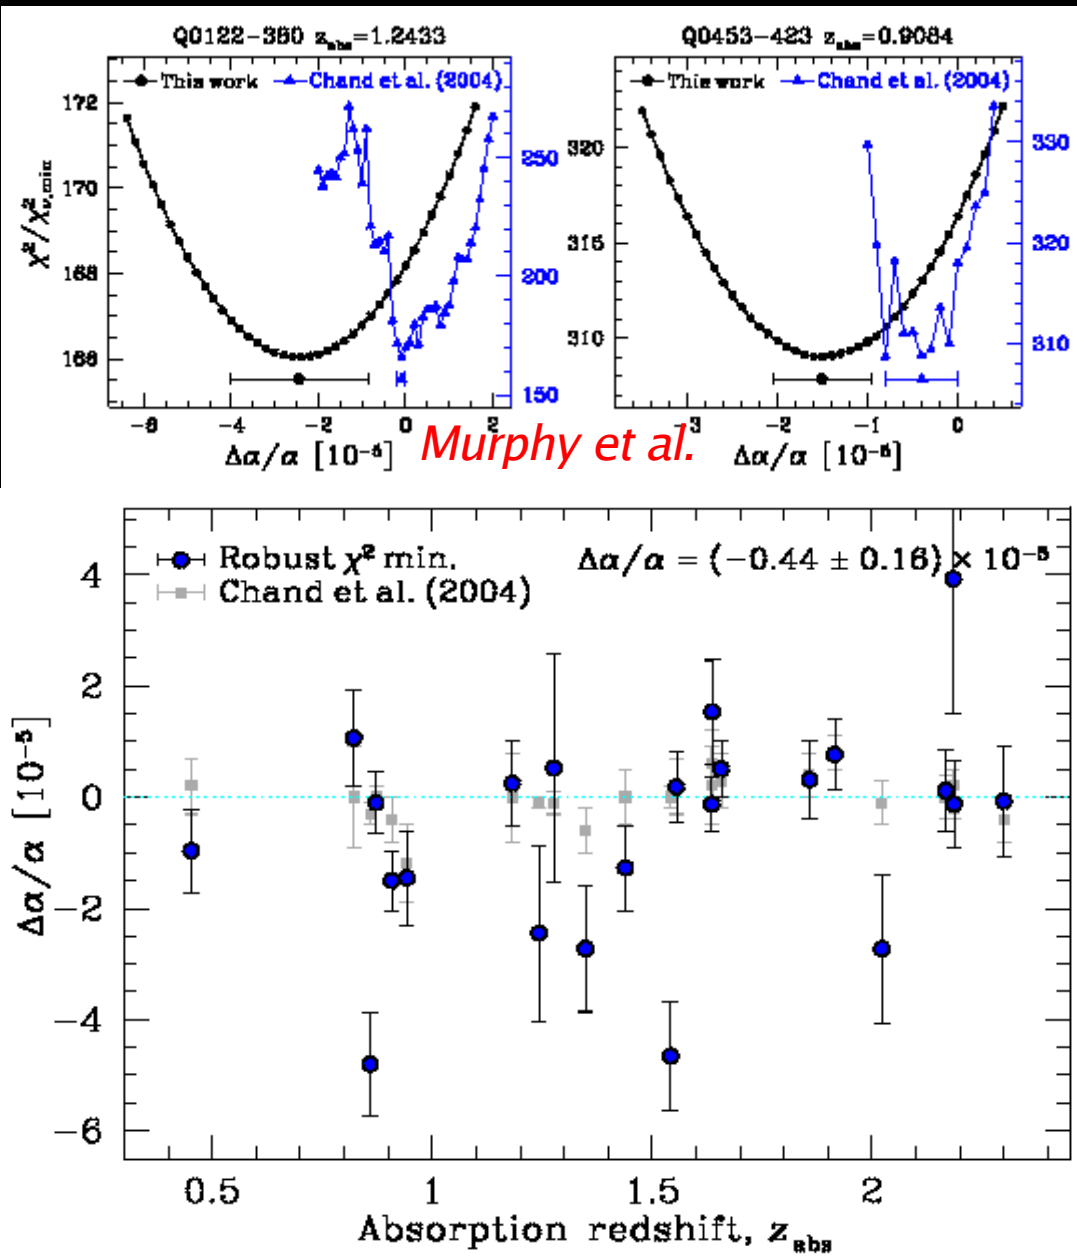 Q0122−380 z_abs=1.2433
This work
Chand et al. (2004)
χ²/χ²_ν,min
172
170
168
166
250
200
150
−6
−4
−2
0
2
Δα/α [10⁻⁵]
Q0453−423 z_abs=0.9084
This work
Chand et al. (2004)
320
315
310
330
320
310
−3
−2
−1
0
Δα/α [10⁻⁵]
Murphy et al.
Robust χ² min.
Chand et al. (2004)
Δα/α = (−0.44 ± 0.16) × 10⁻⁵
Δα/α [10⁻⁵]
4
2
0
−2
−4
−6
0.5
1
1.5
2
Absorption redshift, z_abs